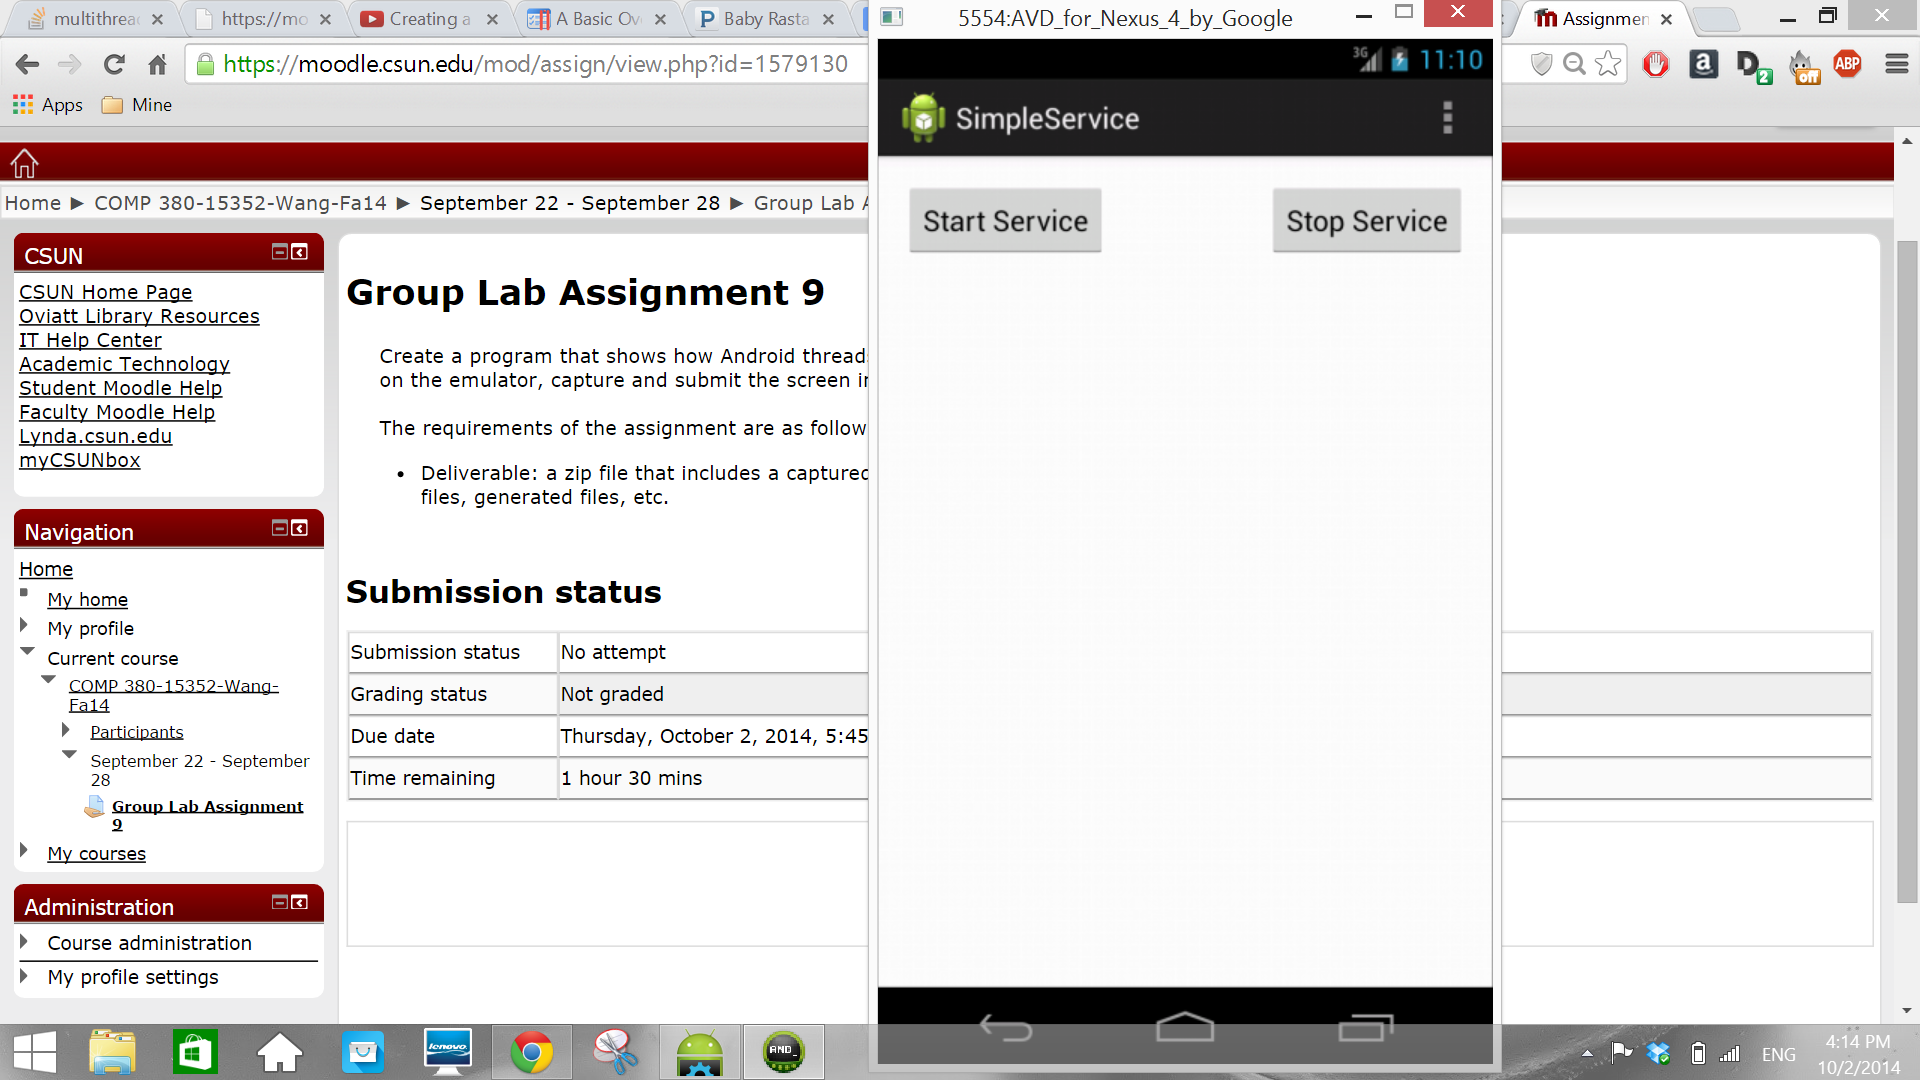 multithrea
https://mo
Creating a
A Basic Ov
Baby Rasta
5554:AVD_for_Nexus_4_by_Google
Assignmen
https://moodle.csun.edu/mod/assign/view.php?id=1579130
a
D
2
off
ABP
Apps
Mine
3G
11:10
SimpleService
Start Service
Stop Service
Home ► COMP 380-15352-Wang-Fa14 ► September 22 - September 28 ► Group Lab
CSUN
CSUN Home Page
Oviatt Library Resources
IT Help Center
Academic Technology
Student Moodle Help
Faculty Moodle Help
Lynda.csun.edu
myCSUNbox
Navigation
Home
My home
My profile
Current course
COMP 380-15352-Wang-
Fa14
Participants
September 22 - September
28
Group Lab Assignment
9
My courses
Administration
Course administration
My profile settings
Group Lab Assignment 9
Create a program that shows how Android thread
on the emulator, capture and submit the screen i
The requirements of the assignment are as follow
• Deliverable: a zip file that includes a captured
files, generated files, etc.
Submission status
Submission status No attempt
Grading status Not graded
Due date Thursday, October 2, 2014, 5:45
Time remaining 1 hour 30 mins
lenovo
AND_
ENG
4:14 PM
10/2/2014